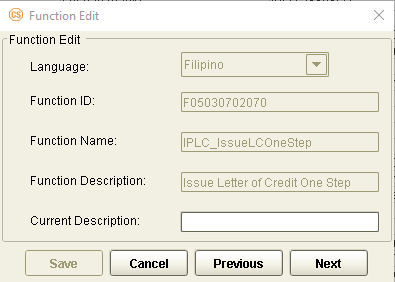 GS Function Edit
Function Edit
Language: Filipino
Function ID: F05030702070
Function Name: IPLC_IssueLCOneStep
Function Description: Issue Letter of Credit One Step
Current Description:
Save Cancel Previous Next